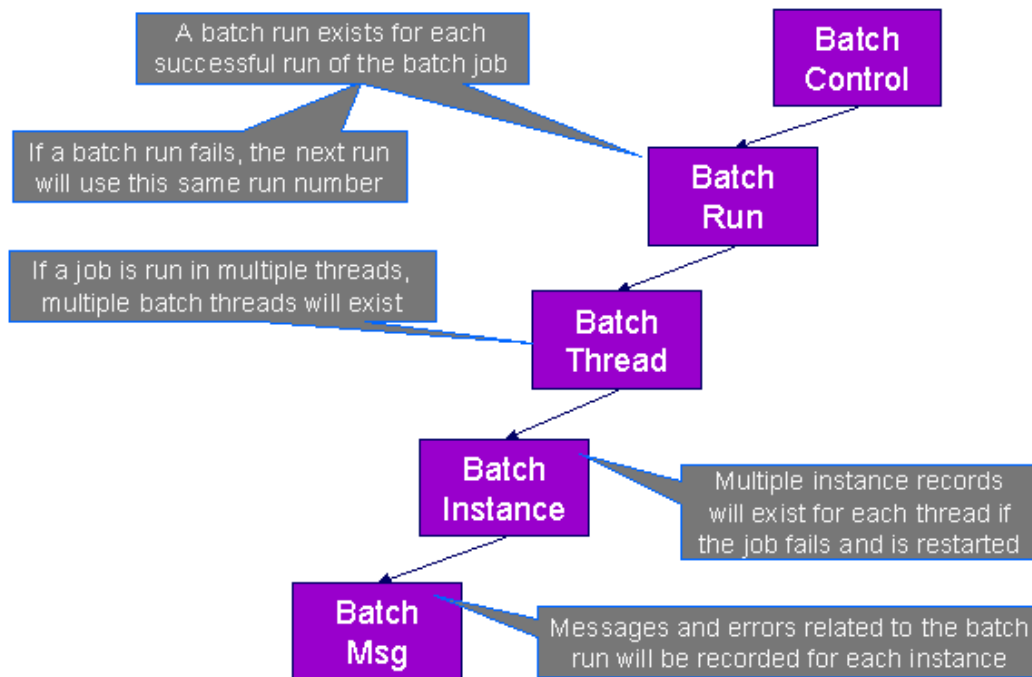 A batch run exists for each
successful run of the batch job
Batch
Control
If a batch run fails, the next run
will use this same run number
Batch
Run
If a job is run in multiple threads,
multiple batch threads will exist
Batch
Thread
Batch
Instance
Multiple instance records
will exist for each thread if
the job fails and is restarted
Batch
Msg
Messages and errors related to the batch
run will be recorded for each instance